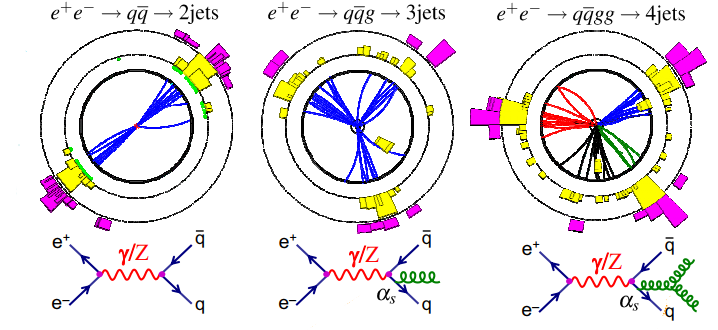 e⁺e⁻ → qq̅ → 2jets
e⁺e⁻ → qq̅g → 3jets
e⁺e⁻ → qq̅gg → 4jets
e⁺ γ/Z q̅
e⁻ q
e⁺ γ/Z q̅
e⁻ αₛ q
e⁺ γ/Z q̅
e⁻ αₛ q